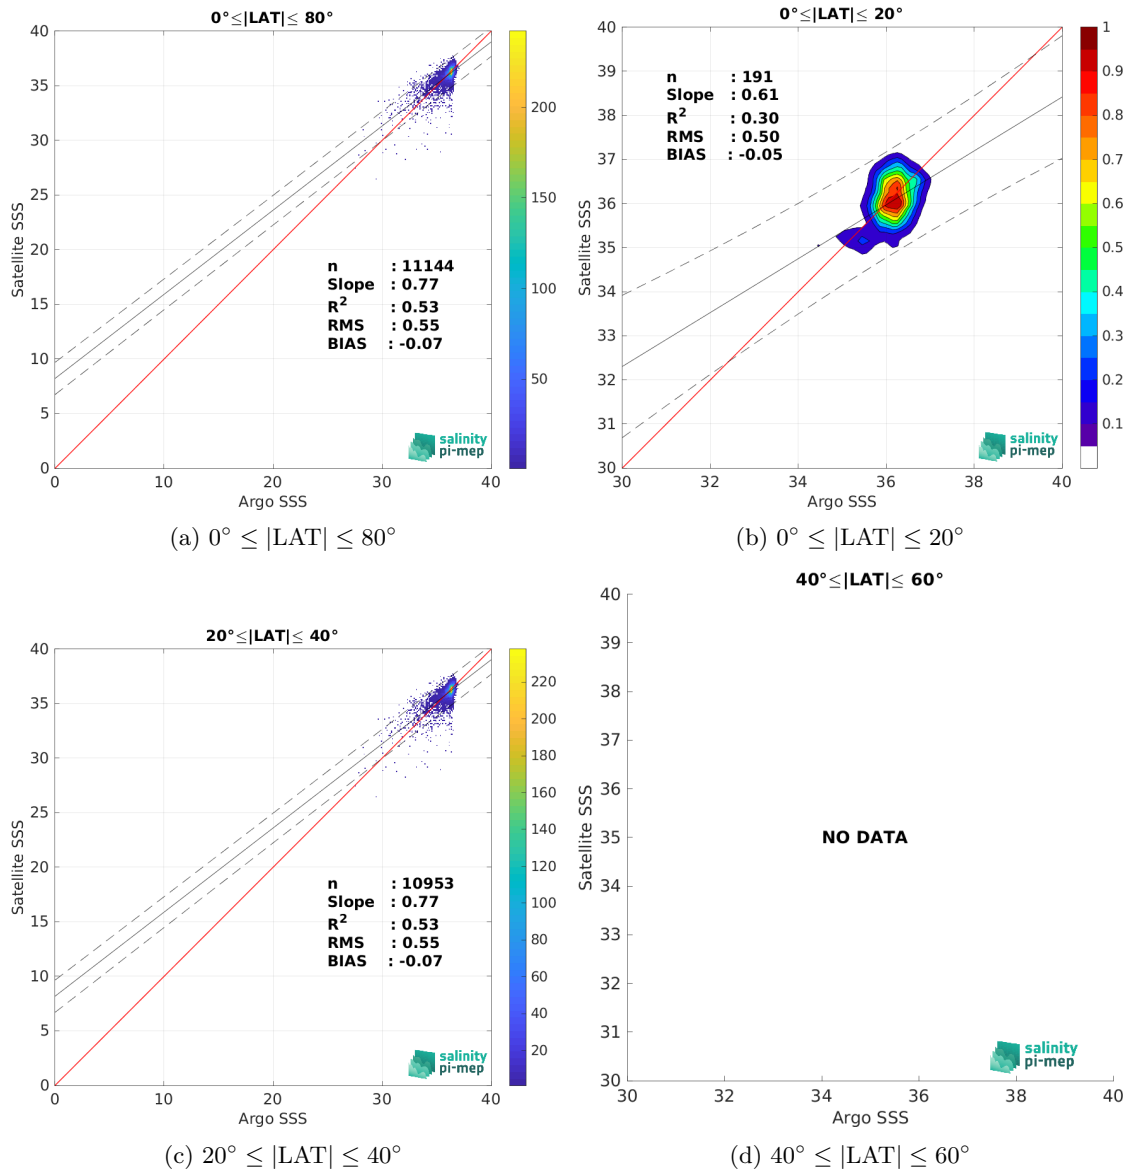 0°≤|LAT|≤ 80°
40
35
30
25
20
15
10
5
0
Satellite SSS
n : 11144
Slope : 0.77
R2 : 0.53
RMS : 0.55
BIAS : -0.07
salinity
pi-mep
0 10 20 30 40
Argo SSS
200
150
100
50
(a) 0° ≤ |LAT| ≤ 80°
0°≤|LAT|≤ 20°
40
39
38
37
36
35
34
33
32
31
30
Satellite SSS
n : 191
Slope : 0.61
R2 : 0.30
RMS : 0.50
BIAS : -0.05
salinity
pi-mep
30 32 34 36 38 40
Argo SSS
1
0.9
0.8
0.7
0.6
0.5
0.4
0.3
0.2
0.1
(b) 0° ≤ |LAT| ≤ 20°
20°≤|LAT|≤ 40°
40
35
30
25
20
15
10
5
0
Satellite SSS
n : 10953
Slope : 0.77
R2 : 0.53
RMS : 0.55
BIAS : -0.07
salinity
pi-mep
0 10 20 30 40
Argo SSS
220
200
180
160
140
120
100
80
60
40
20
(c) 20° ≤ |LAT| ≤ 40°
40°≤|LAT|≤ 60°
40
39
38
37
36
35
34
33
32
31
30
Satellite SSS
NO DATA
salinity
pi-mep
30 32 34 36 38 40
Argo SSS
(d) 40° ≤ |LAT| ≤ 60°